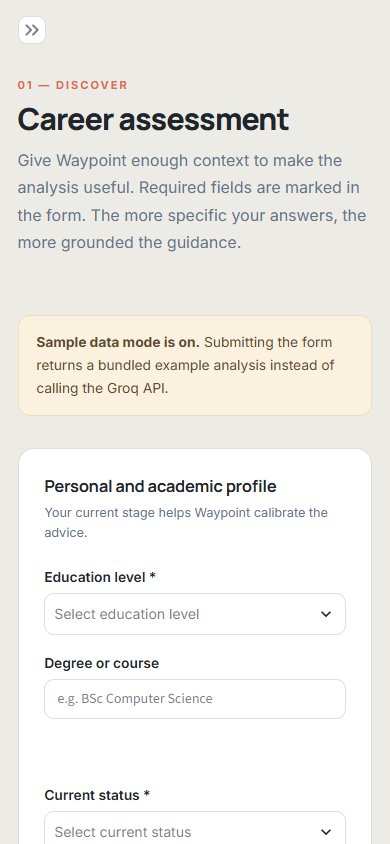 01 — DISCOVER
Career assessment
Give Waypoint enough context to make the
analysis useful. Required fields are marked in
the form. The more specific your answers, the
more grounded the guidance.
Sample data mode is on. Submitting the form
returns a bundled example analysis instead of
calling the Groq API.
Personal and academic profile
Your current stage helps Waypoint calibrate the
advice.
Education level *
Select education level
Degree or course
e.g. BSc Computer Science
Current status *
Select current status